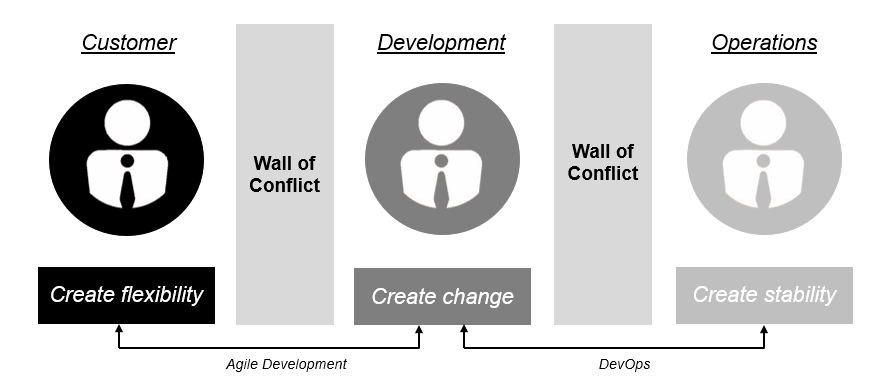 Customer
Development
Operations
Wall of
Conflict
Wall of
Conflict
Create flexibility
Create change
Create stability
Agile Development
DevOps